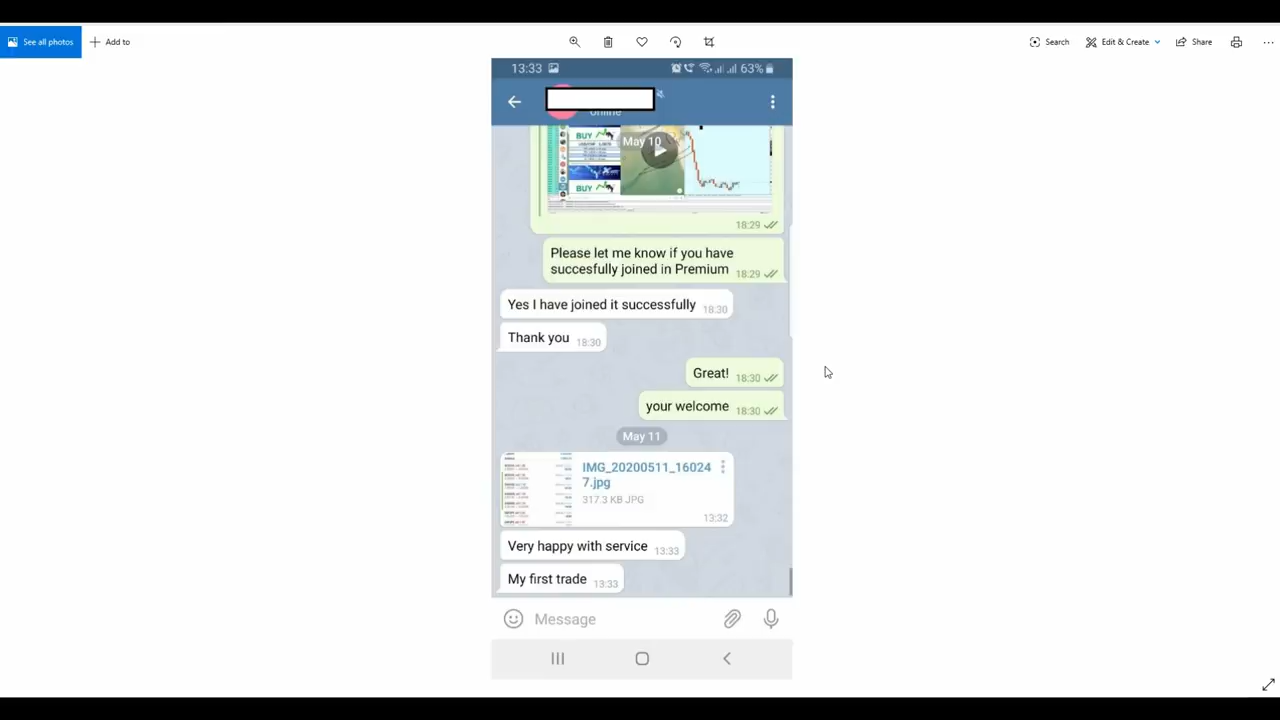 See all photos
Add to
Search
Edit & Create
Share
13:33
63%
online
May 10
BUY
BUY
18:29
Please let me know if you have
succesfully joined in Premium
18:29
Yes I have joined it successfully
18:30
Thank you
18:30
Great!
18:30
your welcome
18:30
May 11
IMG_20200511_16024
7.jpg
317.3 KB JPG
13:32
Very happy with service
13:33
My first trade
13:33
Message